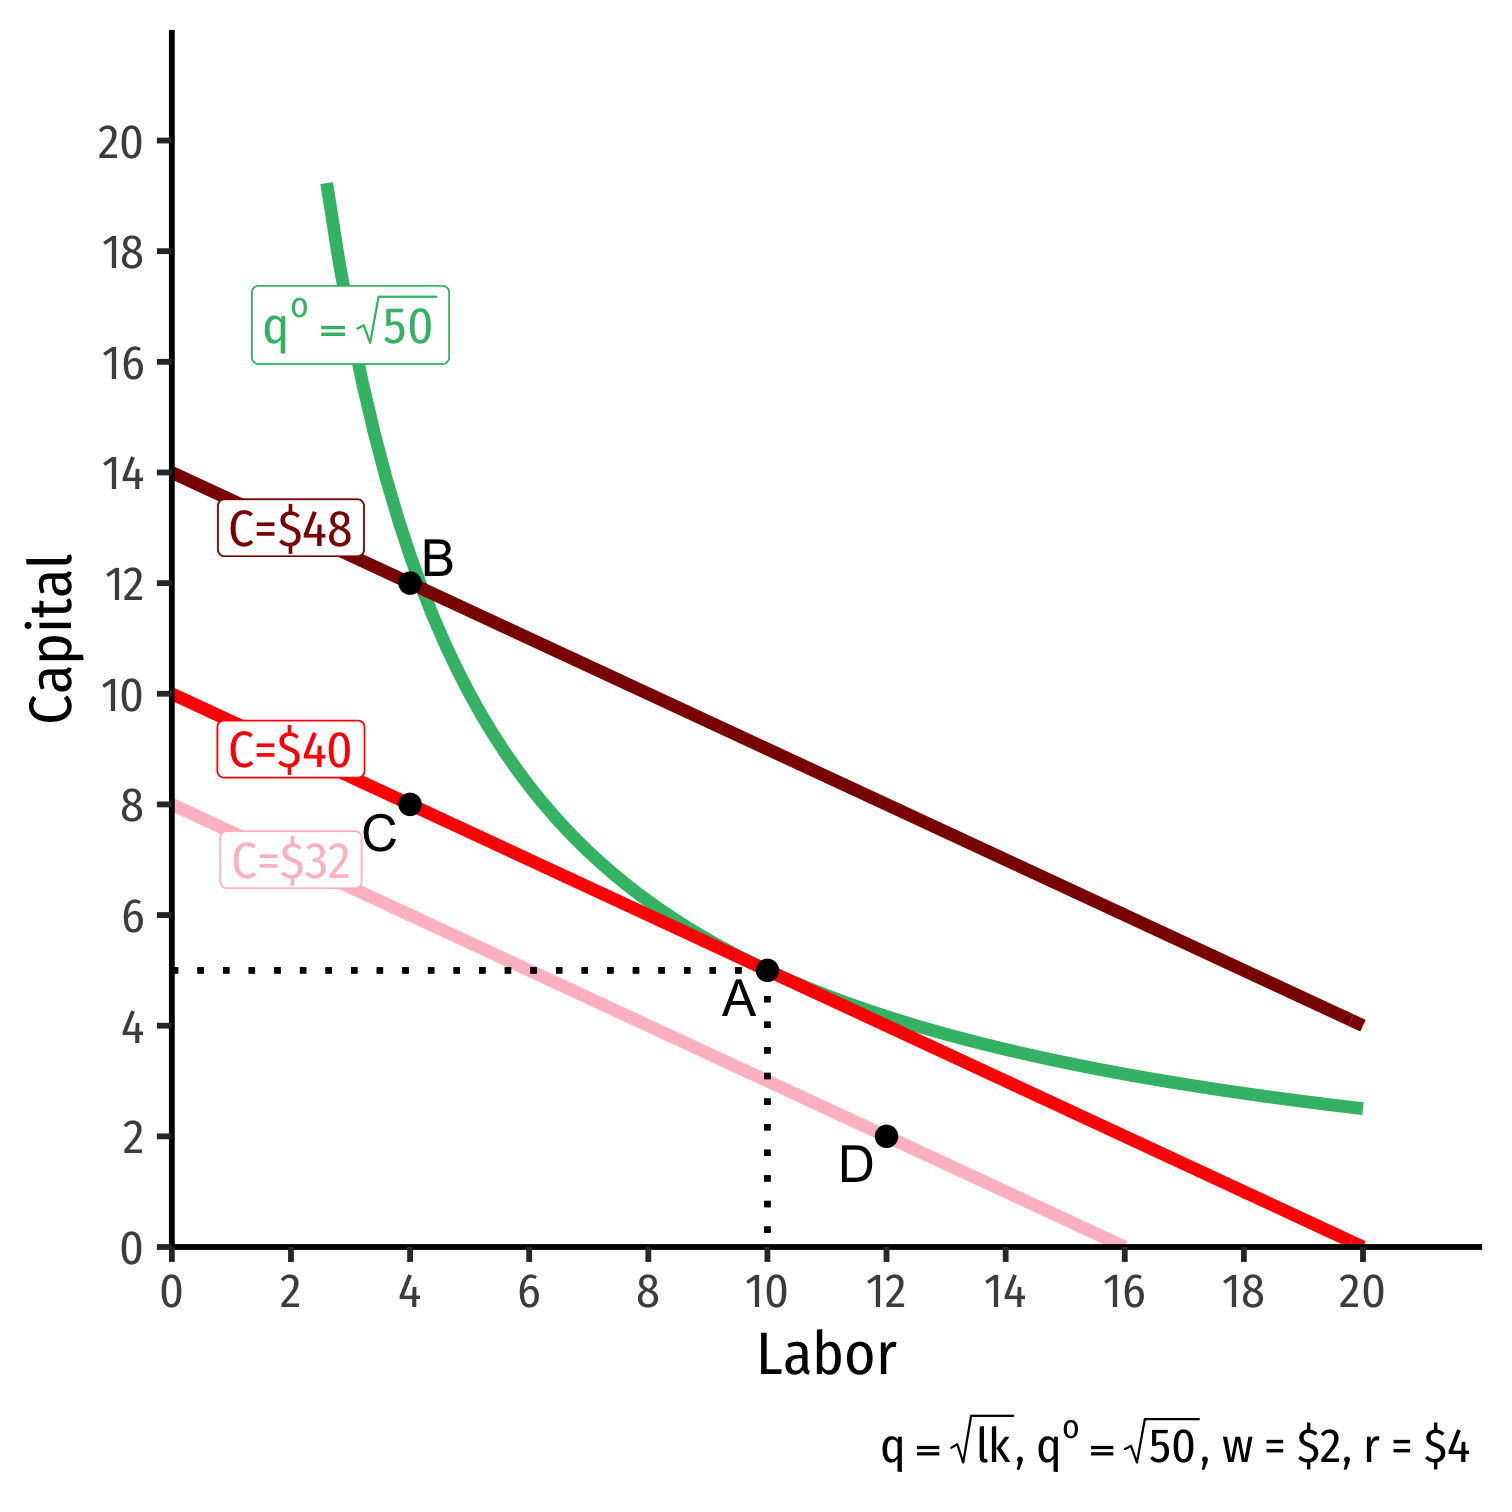 20
18
q° = √50
16
14
C=$48
B
12
Capital
10
C=$40
8
C
C=$32
6
A
4
D
2
0
0 2 4 6 8 10 12 14 16 18 20
Labor
q = √lk, q° = √50, w = $2, r = $4